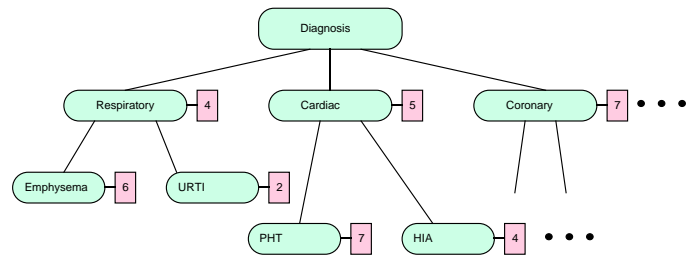 Diagnosis
Respiratory 4
Cardiac 5
Coronary 7
Emphysema 6
URTI 2
PHT 7
HIA 4